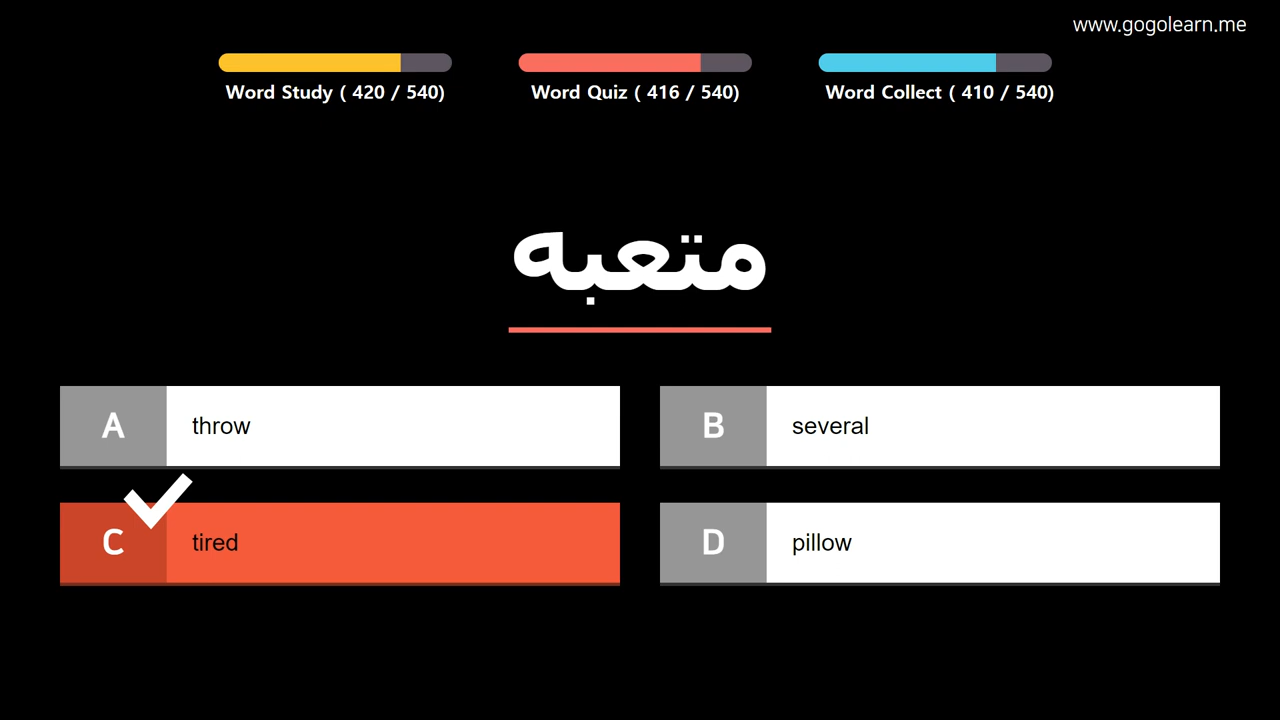 www.gogolearn.me
Word Study ( 420 / 540)
Word Quiz ( 416 / 540)
Word Collect ( 410 / 540)
متعبه
A throw
B several
C tired
D pillow